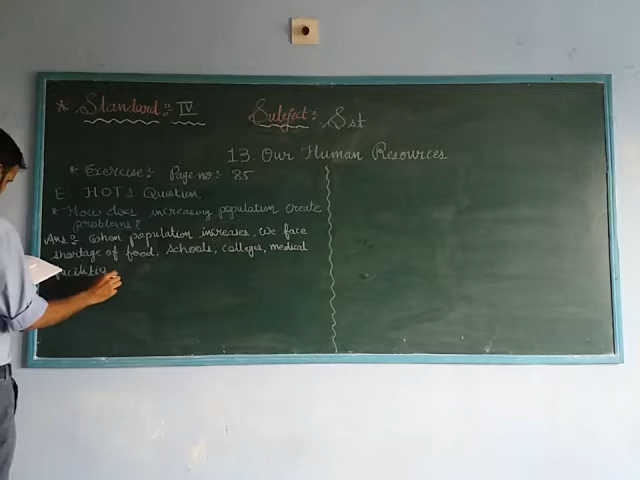 * Standard:- IV
Subject:- Sst
13. Our Human Resources
* Exercise:- Page no:- 85
E. HOTS Question.
* How does increasing population create
problems?
Ans:- When population increases, we face
shortage of food, schools, colleges, medical
facilities